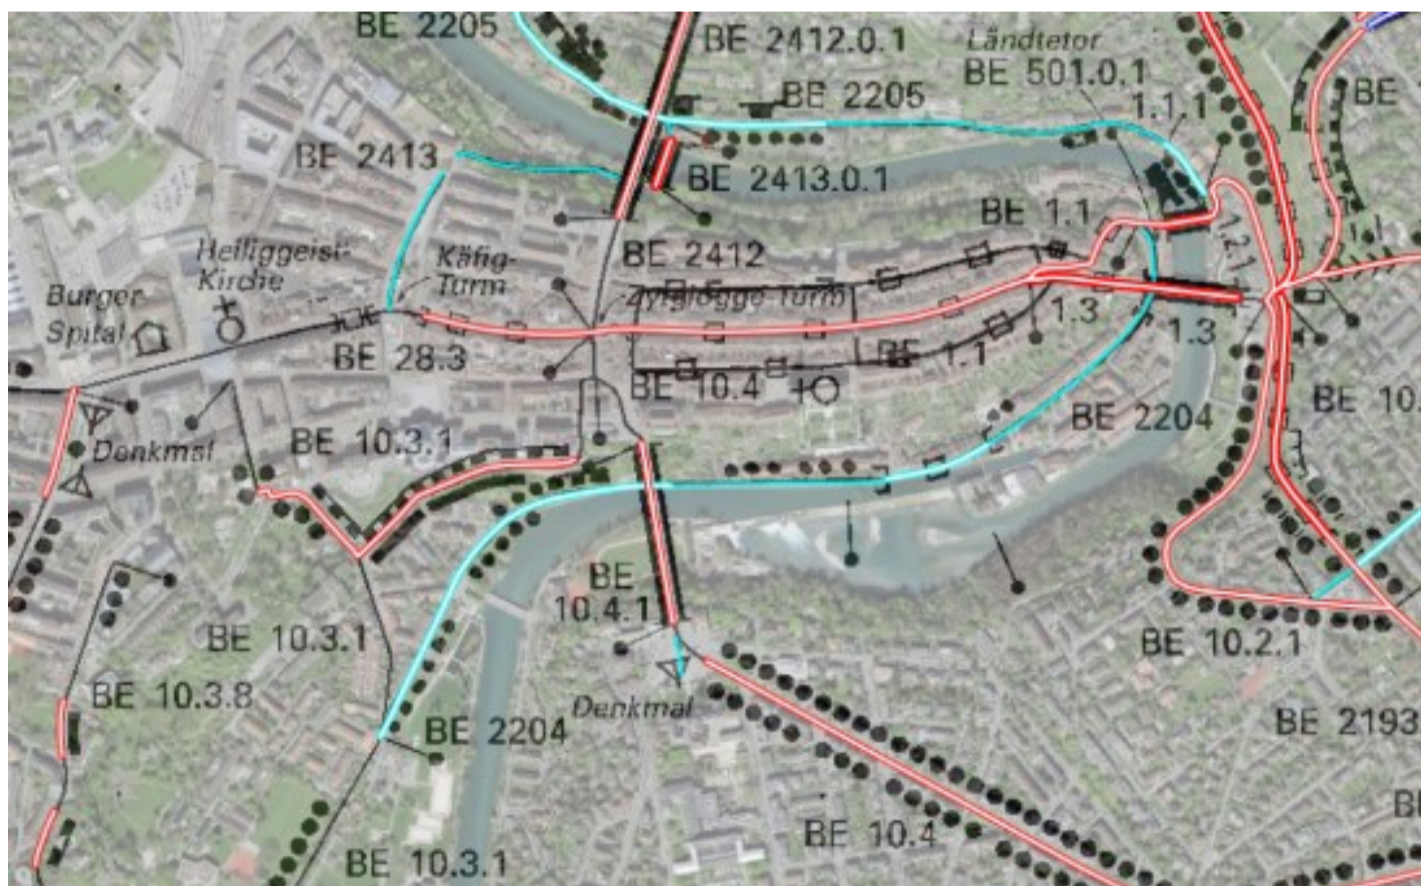 BE 2205
BE 2412.0.1
Ländtetor
BE 501.0.1
BE 2205
1.1.1
BE
BE 2413
BE 2413.0.1
BE 1.1
1.2.1
1.1
Heiliggeist-
Kirche
Käfig-
Turm
BE 2412
Zytglogge Turm
Burger
Spital
BE 28.3
1.3
1.3
BE 1.1
BE 10.4
BE 2204
BE 10.
Denkmal
BE 10.3.1
BE
10.4.1
BE 10.3.1
BE 10.2.1
BE 10.3.8
BE 2204
Denkmal
BE 2193
BE 10.4
BE 10.3.1